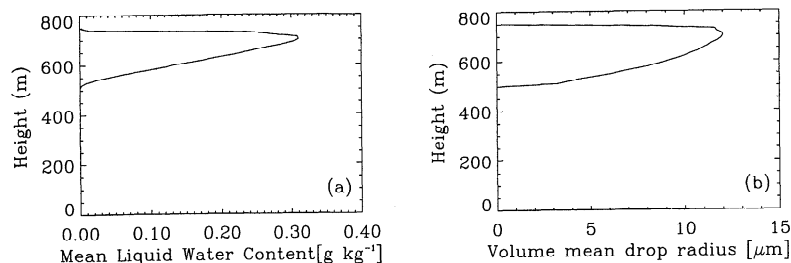 800
600
400
200
0
Height (m)
(a)
0.00 0.10 0.20 0.30 0.40
Mean Liquid Water Content[g kg⁻¹]
800
600
400
200
0
Height (m)
(b)
0 5 10 15
Volume mean drop radius [μm]